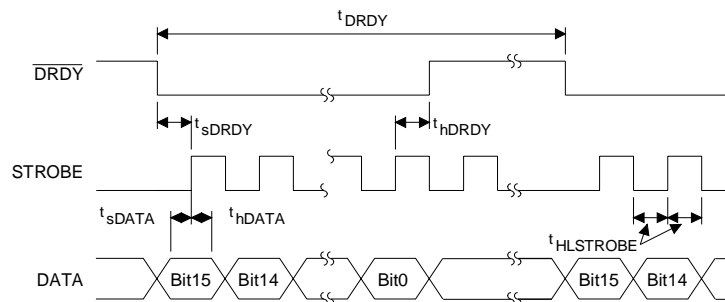 tDRDY
DRDY
tsDRDY
thDRDY
STROBE
tsDATA
thDATA
tHLSTROBE
DATA
Bit15
Bit14
Bit0
Bit15
Bit14